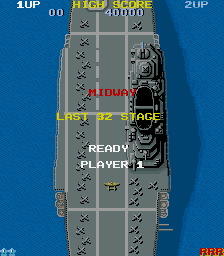 1UP HIGH SCORE 2UP
00 40000
MIDWAY
LAST 32 STAGE
READY
PLAYER 1